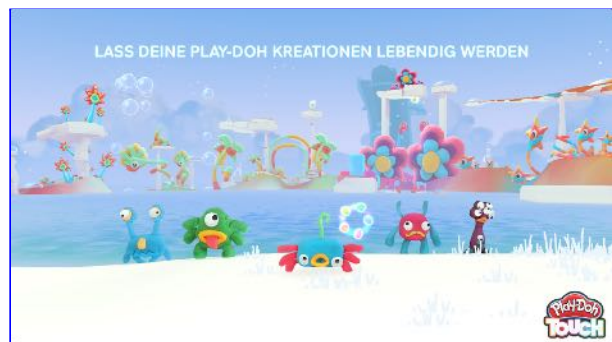 LASS DEINE PLAY-DOH KREATIONEN LEBENDIG WERDEN
Play-Doh
TOUCH